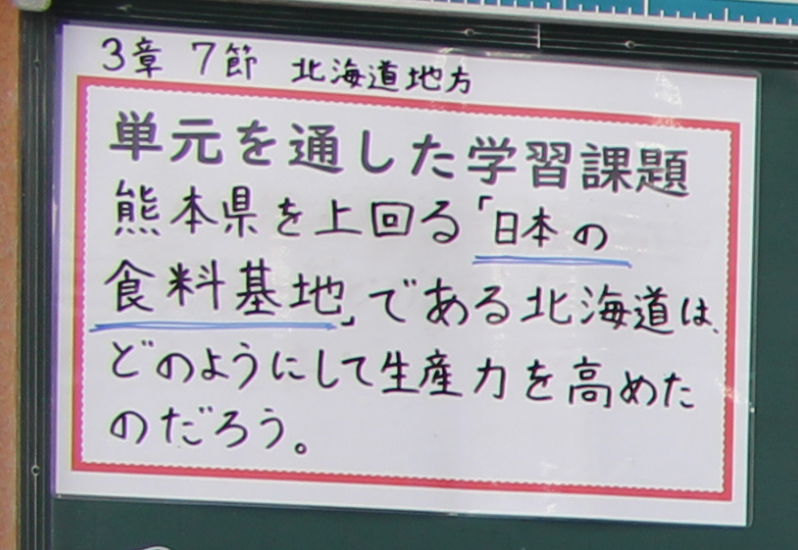 3章 7節 北海道地方
単元を通した学習課題
熊本県を上回る「日本の
食料基地」である北海道は、
どのようにして生産力を高めた
のだろう。